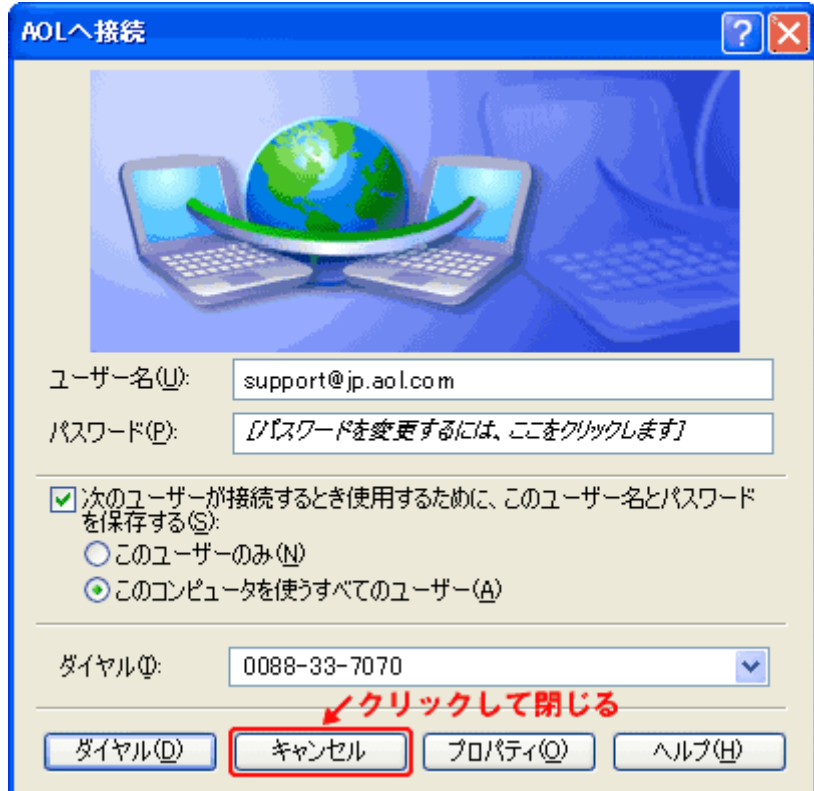 AOLへ接続
ユーザー名(U):
support@jp.aol.com
パスワード(P):
[パスワードを変更するには、ここをクリックします]
次のユーザーが接続するとき使用するために、このユーザー名とパスワード
を保存する(S):
このユーザーのみ(N)
このコンピュータを使うすべてのユーザー(A)
ダイヤル(I):
0088-33-7070
クリックして閉じる
ダイヤル(D) キャンセル プロパティ(O) ヘルプ(H)